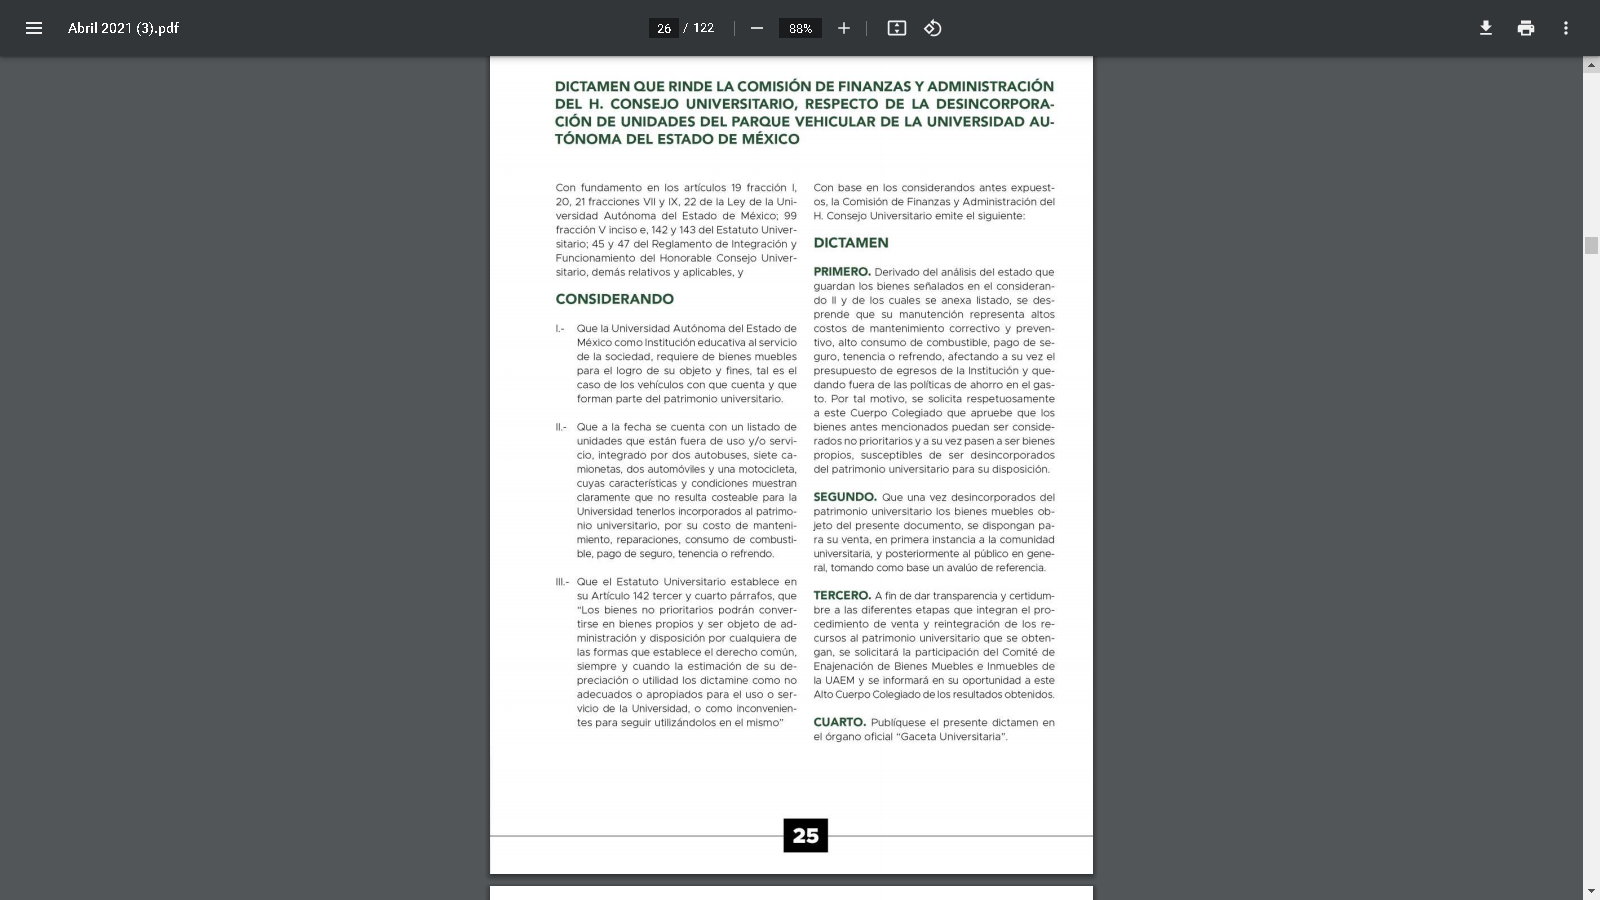 Abril 2021 (3).pdf
26 / 122
88%
DICTAMEN QUE RINDE LA COMISIÓN DE FINANZAS Y ADMINISTRACIÓN
DEL H. CONSEJO UNIVERSITARIO, RESPECTO DE LA DESINCORPORA-
CIÓN DE UNIDADES DEL PARQUE VEHICULAR DE LA UNIVERSIDAD AU-
TÓNOMA DEL ESTADO DE MÉXICO
Con fundamento en los artículos 19 fracción I,
20, 21 fracciones VII y IX, 22 de la Ley de la Uni-
versidad Autónoma del Estado de México; 99
fracción V inciso e, 142 y 143 del Estatuto Univer-
sitario; 45 y 47 del Reglamento de Integración y
Funcionamiento del Honorable Consejo Univer-
sitario, demás relativos y aplicables, y
CONSIDERANDO
I.- Que la Universidad Autónoma del Estado de
México como Institución educativa al servicio
de la sociedad, requiere de bienes muebles
para el logro de su objeto y fines, tal es el
caso de los vehículos con que cuenta y que
forman parte del patrimonio universitario.
II.- Que a la fecha se cuenta con un listado de
unidades que están fuera de uso y/o servi-
cio, integrado por dos autobuses, siete ca-
mionetas, dos automóviles y una motocicleta,
cuyas características y condiciones muestran
claramente que no resulta costeable para la
Universidad tenerlos incorporados al patrimo-
nio universitario, por su costo de manteni-
miento, reparaciones, consumo de combusti-
ble, pago de seguro, tenencia o refrendo.
III.- Que el Estatuto Universitario establece en
su Artículo 142 tercer y cuarto párrafos, que
“Los bienes no prioritarios podrán conver-
tirse en bienes propios y ser objeto de ad-
ministración y disposición por cualquiera de
las formas que establece el derecho común,
siempre y cuando la estimación de su de-
preciación o utilidad los dictamine como no
adecuados o apropiados para el uso o ser-
vicio de la Universidad, o como inconvenien-
tes para seguir utilizándolos en el mismo”
Con base en los considerandos antes expuest-
os, la Comisión de Finanzas y Administración del
H. Consejo Universitario emite el siguiente:
DICTAMEN
PRIMERO. Derivado del análisis del estado que
guardan los bienes señalados en el consideran-
do II y de los cuales se anexa listado, se des-
prende que su manutención representa altos
costos de mantenimiento correctivo y preven-
tivo, alto consumo de combustible, pago de se-
guro, tenencia o refrendo, afectando a su vez el
presupuesto de egresos de la Institución y que-
dando fuera de las políticas de ahorro en el gas-
to. Por tal motivo, se solicita respetuosamente
a este Cuerpo Colegiado que apruebe que los
bienes antes mencionados puedan ser conside-
rados no prioritarios y a su vez pasen a ser bienes
propios, susceptibles de ser desincorporados
del patrimonio universitario para su disposición.
SEGUNDO. Que una vez desincorporados del
patrimonio universitario los bienes muebles ob-
jeto del presente documento, se dispongan pa-
ra su venta, en primera instancia a la comunidad
universitaria, y posteriormente al público en gene-
ral, tomando como base un avalúo de referencia.
TERCERO. A fin de dar transparencia y certidum-
bre a las diferentes etapas que integran el pro-
cedimiento de venta y reintegración de los re-
cursos al patrimonio universitario que se obten-
gan, se solicitará la participación del Comité de
Enajenación de Bienes Muebles e Inmuebles de
la UAEM y se informará en su oportunidad a este
Alto Cuerpo Colegiado de los resultados obtenidos.
CUARTO. Publíquese el presente dictamen en
el órgano oficial “Gaceta Universitaria”.
25